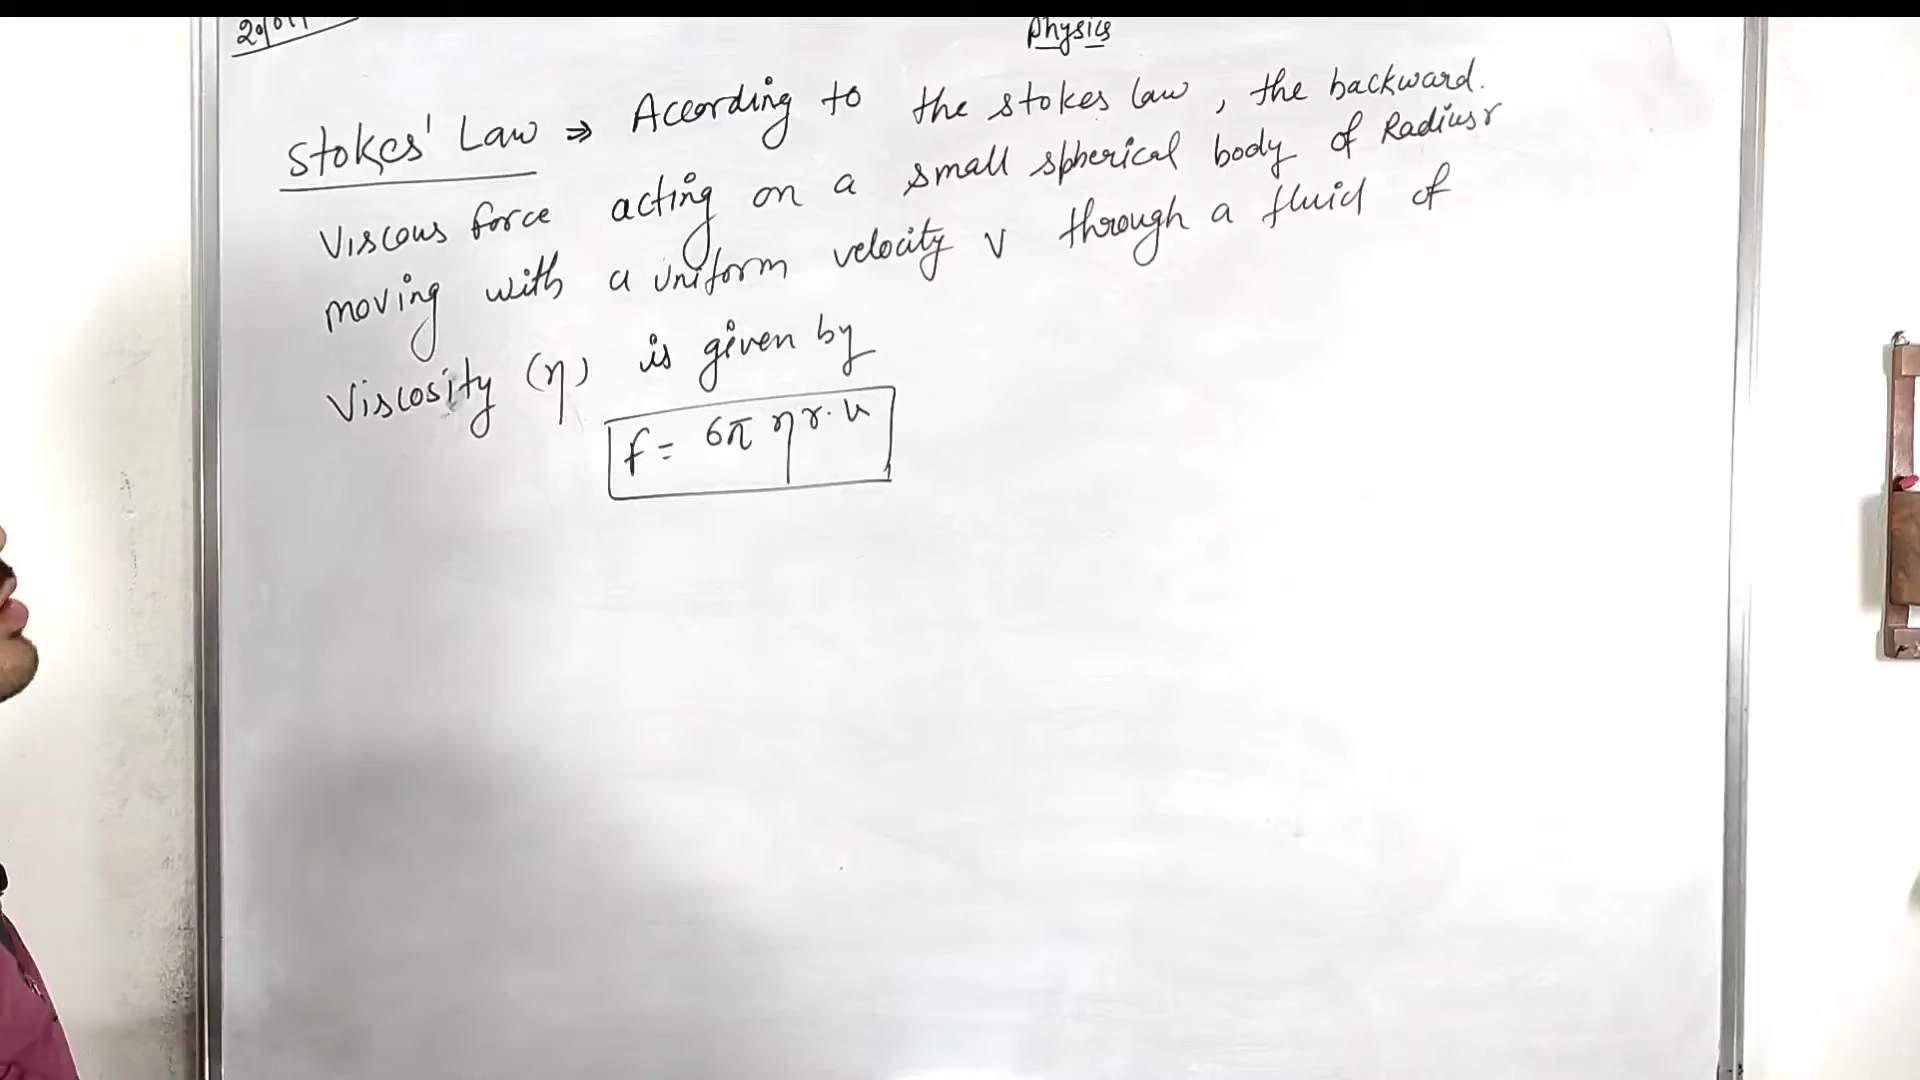 Physics
Stokes' Law ⇒ According to the stokes law, the backward.
Viscous force acting on a small spherical body of Radius r
moving with a uniform velocity v through a fluid of
Viscosity (η) is given by
f = 6π η r. v